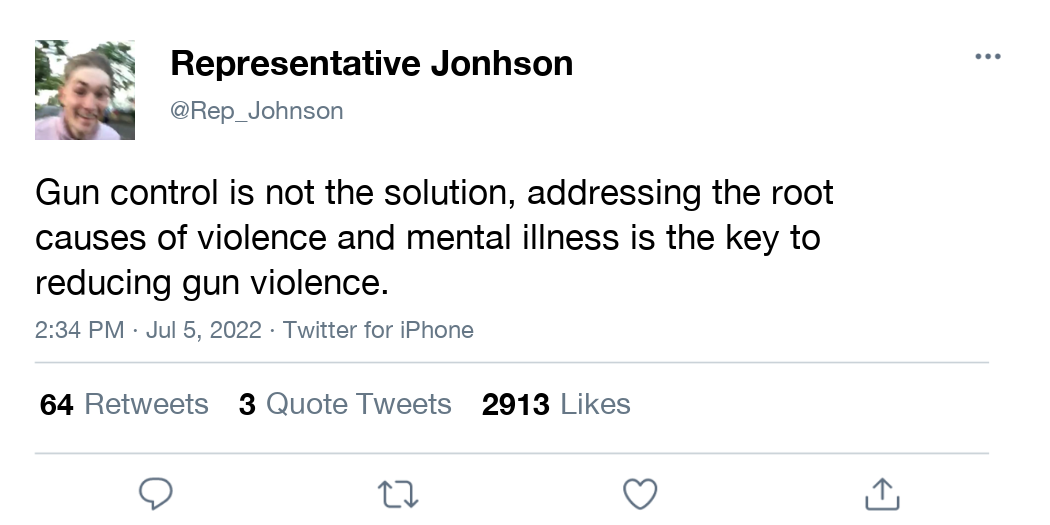 Representative Jonhson
@Rep_Johnson
Gun control is not the solution, addressing the root
causes of violence and mental illness is the key to
reducing gun violence.
2:34 PM · Jul 5, 2022 · Twitter for iPhone
64 Retweets 3 Quote Tweets 2913 Likes